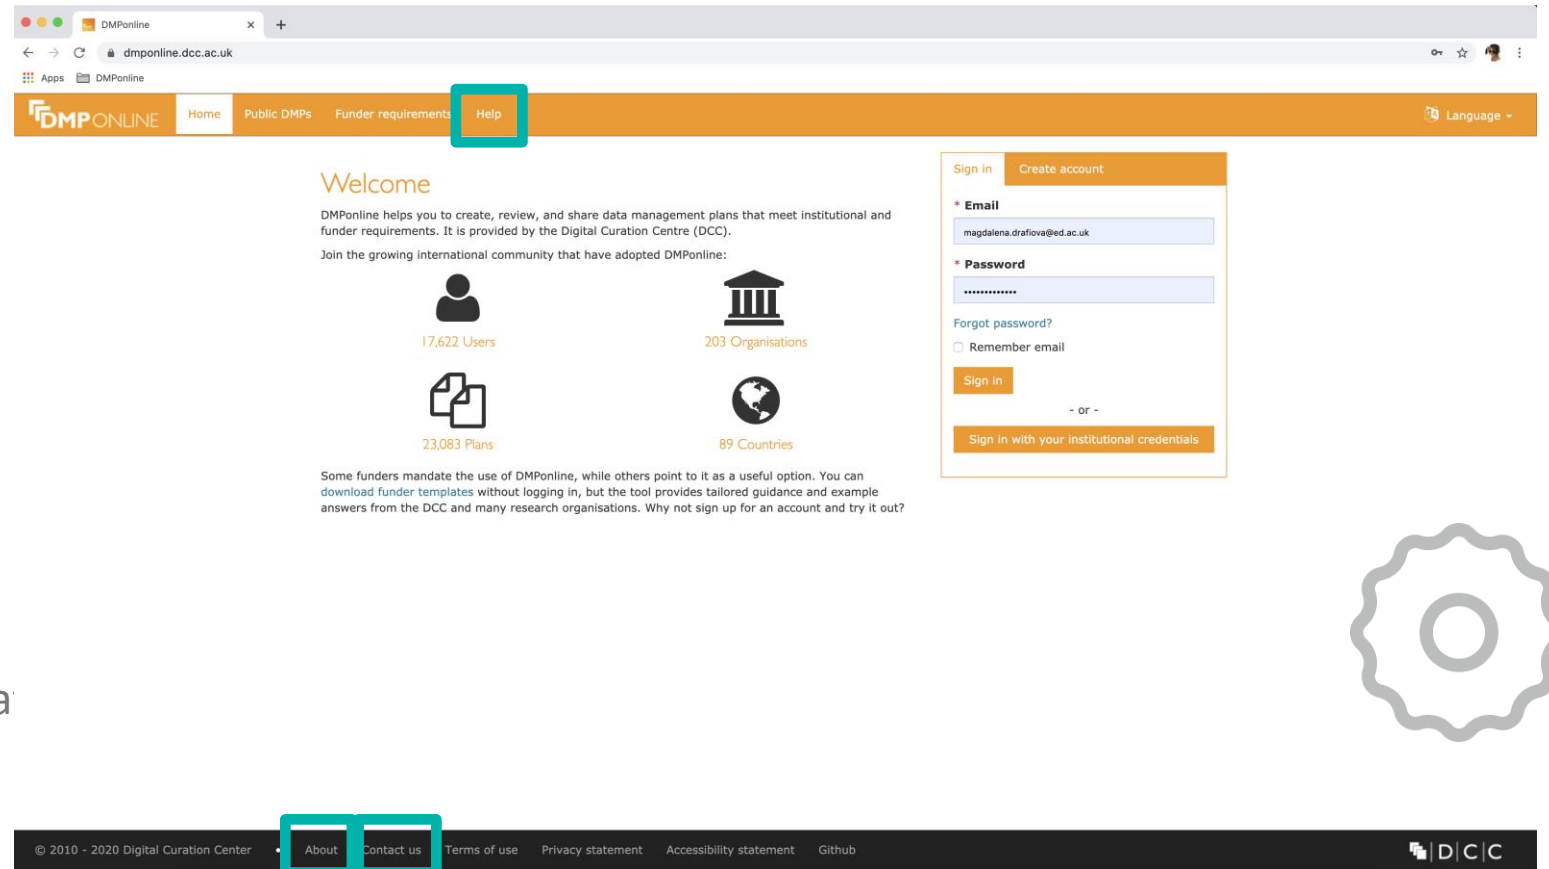 DMPonline
dmponline.dcc.ac.uk
Apps DMPonline
DMPONLINE Home Public DMPs Funder requirements Help Language
Welcome
DMPonline helps you to create, review, and share data management plans that meet institutional and
funder requirements. It is provided by the Digital Curation Centre (DCC).
Join the growing international community that have adopted DMPonline:
17,622 Users
203 Organisations
23,083 Plans
89 Countries
Some funders mandate the use of DMPonline, while others point to it as a useful option. You can
download funder templates without logging in, but the tool provides tailored guidance and example
answers from the DCC and many research organisations. Why not sign up for an account and try it out?
Sign in Create account
* Email
magdalena.drafiova@ed.ac.uk
* Password
•••••••••••••
Forgot password?
Remember email
Sign in
- or -
Sign in with your institutional credentials
© 2010 - 2020 Digital Curation Center • About Contact us Terms of use Privacy statement Accessibility statement Github
D|C|C